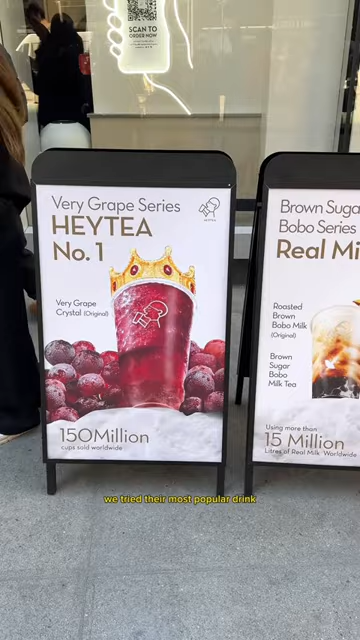 SCAN TO
ORDER NOW
Very Grape Series
HEYTEA
No. 1
HEYTEA
Very Grape
Crystal (Original)
150Million
cups sold worldwide
Brown Suga
Bobo Series
Real Mi
Roasted
Brown
Bobo Milk
(Original)
Brown
Sugar
Bobo
Milk Tea
Using more than
15 Million
Litres of Real Milk Worldwide
we tried their most popular drink